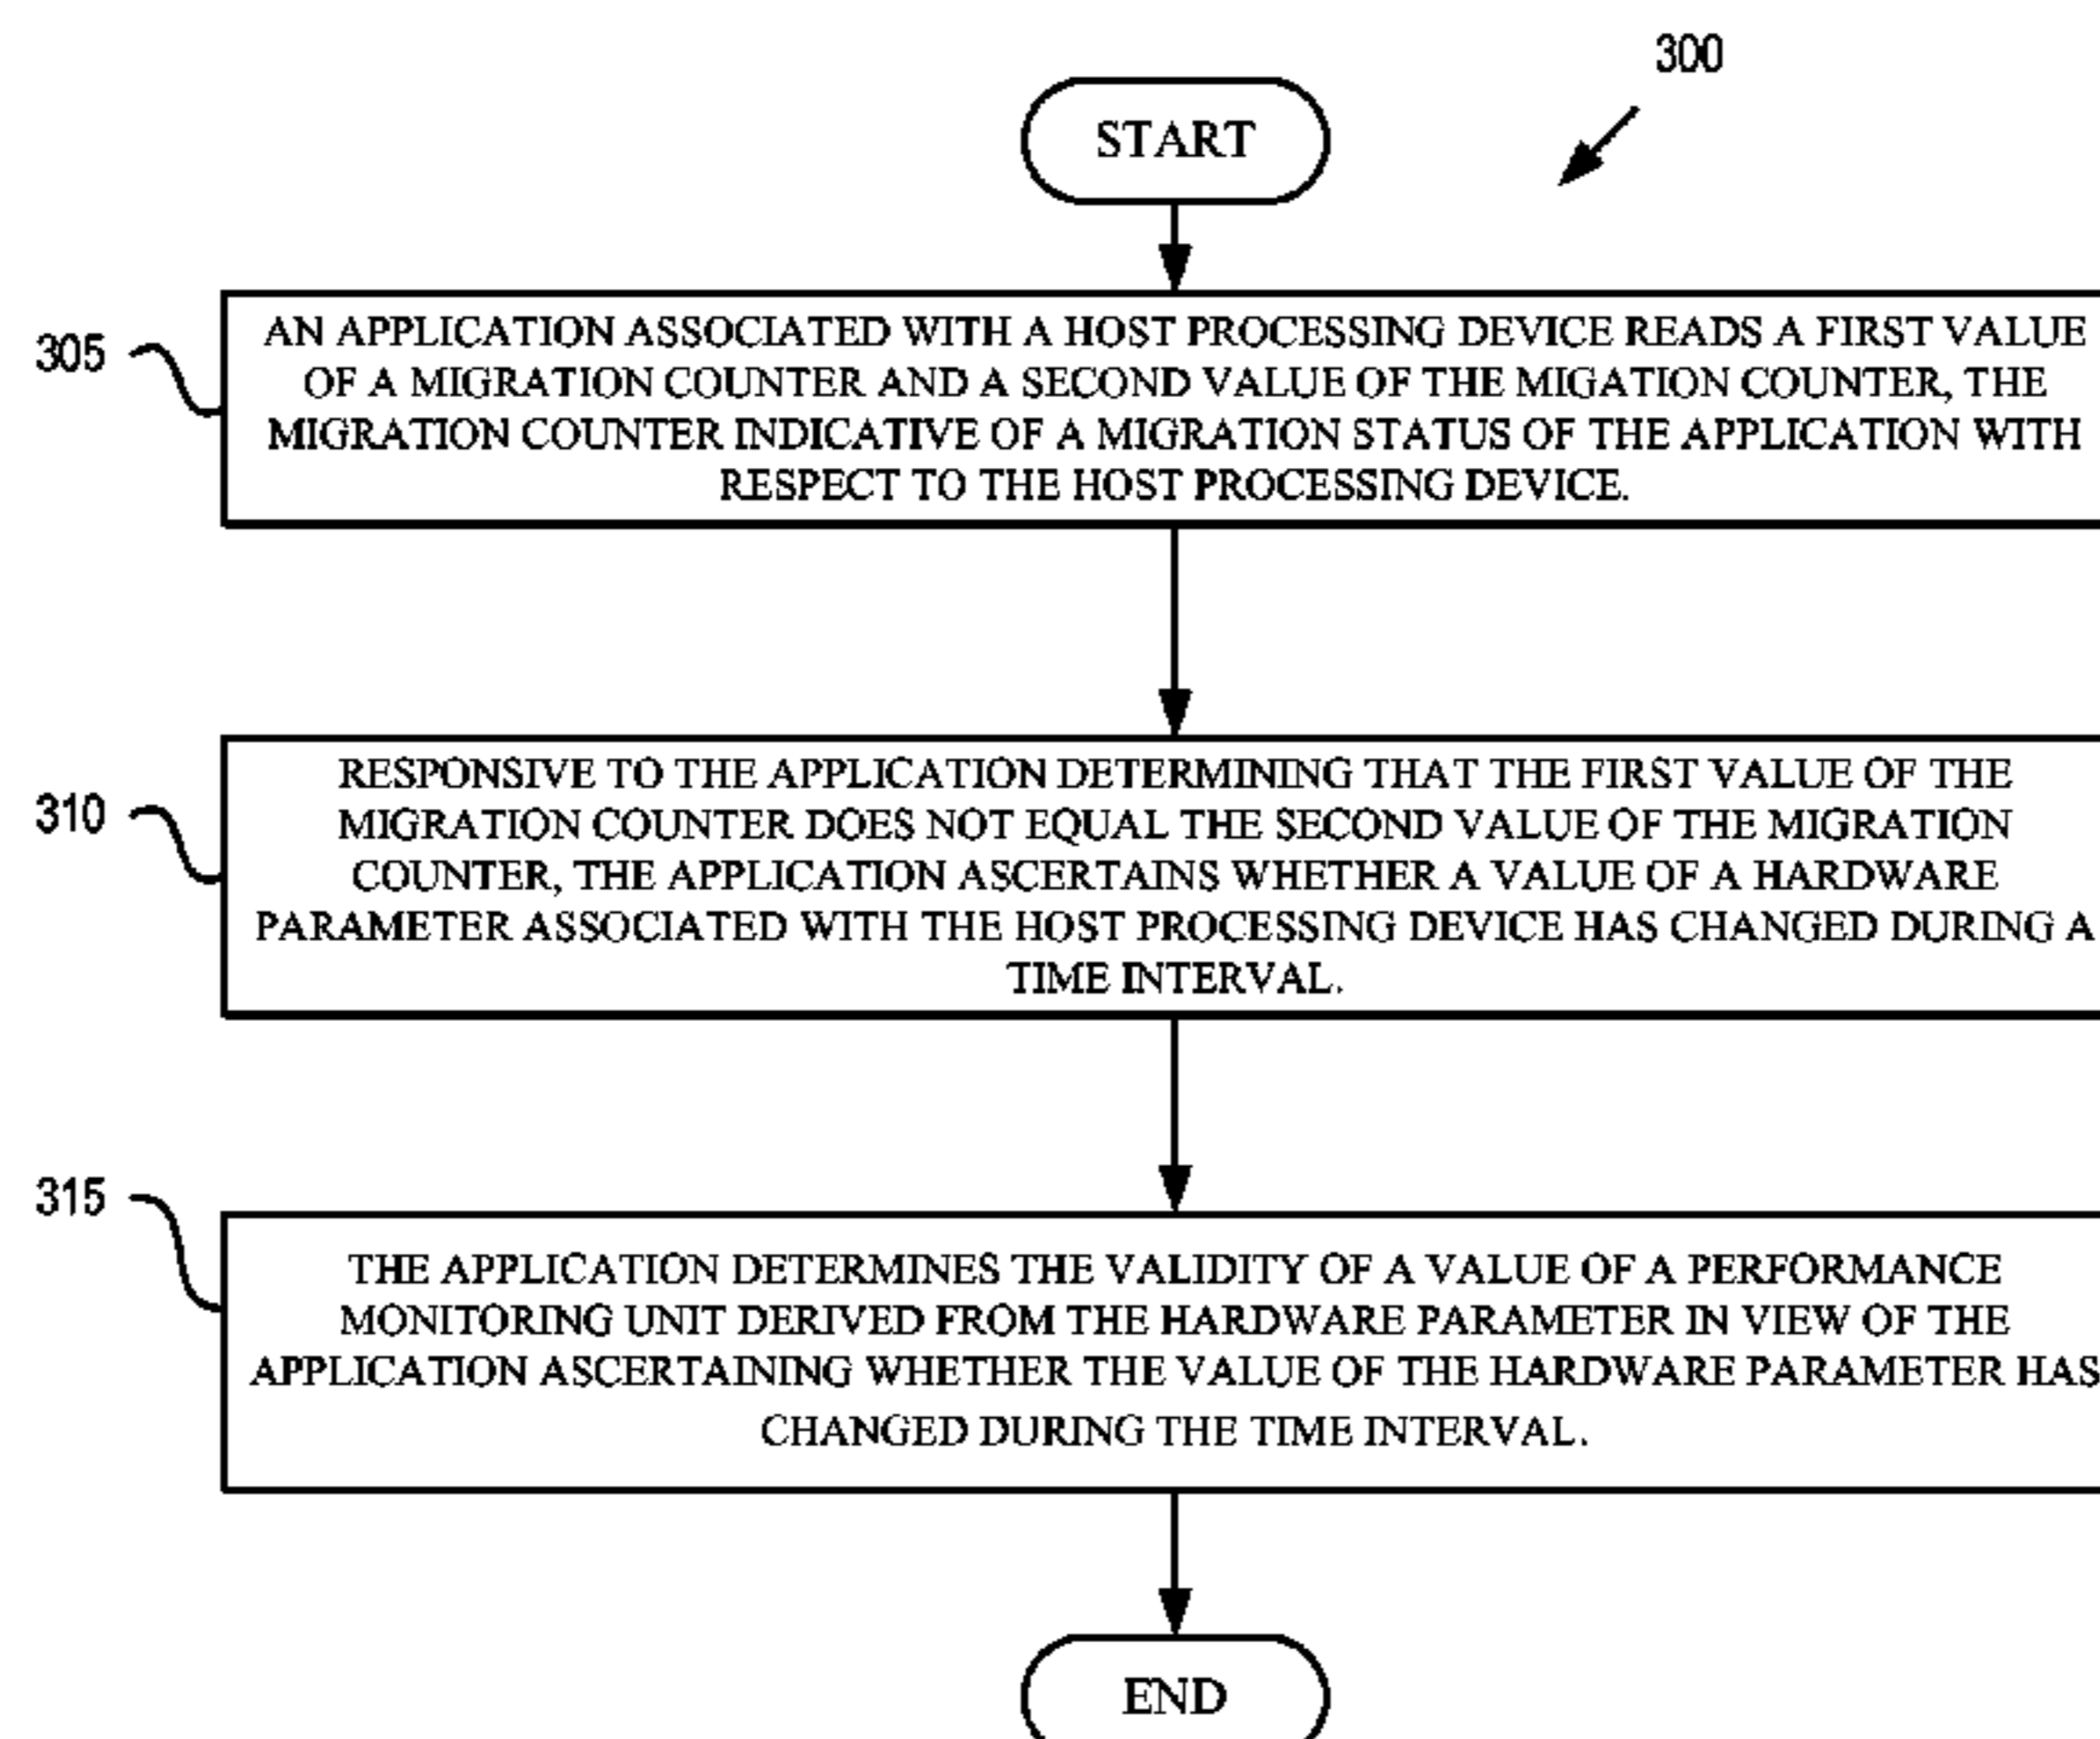 300
START
305
AN APPLICATION ASSOCIATED WITH A HOST PROCESSING DEVICE READS A FIRST VALUE
OF A MIGRATION COUNTER AND A SECOND VALUE OF THE MIGATION COUNTER, THE
MIGRATION COUNTER INDICATIVE OF A MIGRATION STATUS OF THE APPLICATION WITH
RESPECT TO THE HOST PROCESSING DEVICE.
310
RESPONSIVE TO THE APPLICATION DETERMINING THAT THE FIRST VALUE OF THE
MIGRATION COUNTER DOES NOT EQUAL THE SECOND VALUE OF THE MIGRATION
COUNTER, THE APPLICATION ASCERTAINS WHETHER A VALUE OF A HARDWARE
PARAMETER ASSOCIATED WITH THE HOST PROCESSING DEVICE HAS CHANGED DURING A
TIME INTERVAL.
315
THE APPLICATION DETERMINES THE VALIDITY OF A VALUE OF A PERFORMANCE
MONITORING UNIT DERIVED FROM THE HARDWARE PARAMETER IN VIEW OF THE
APPLICATION ASCERTAINING WHETHER THE VALUE OF THE HARDWARE PARAMETER HAS
CHANGED DURING THE TIME INTERVAL.
END